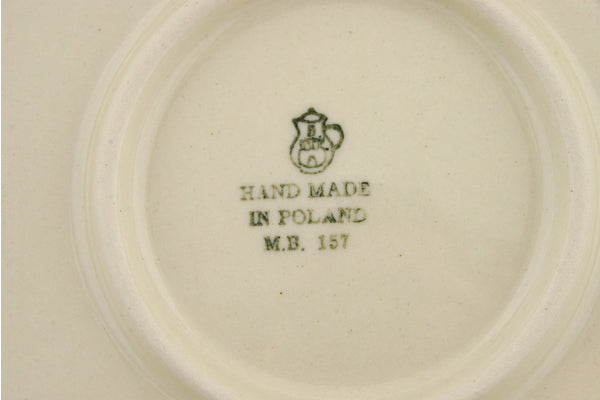 HAND MADE
IN POLAND
M.B. 157